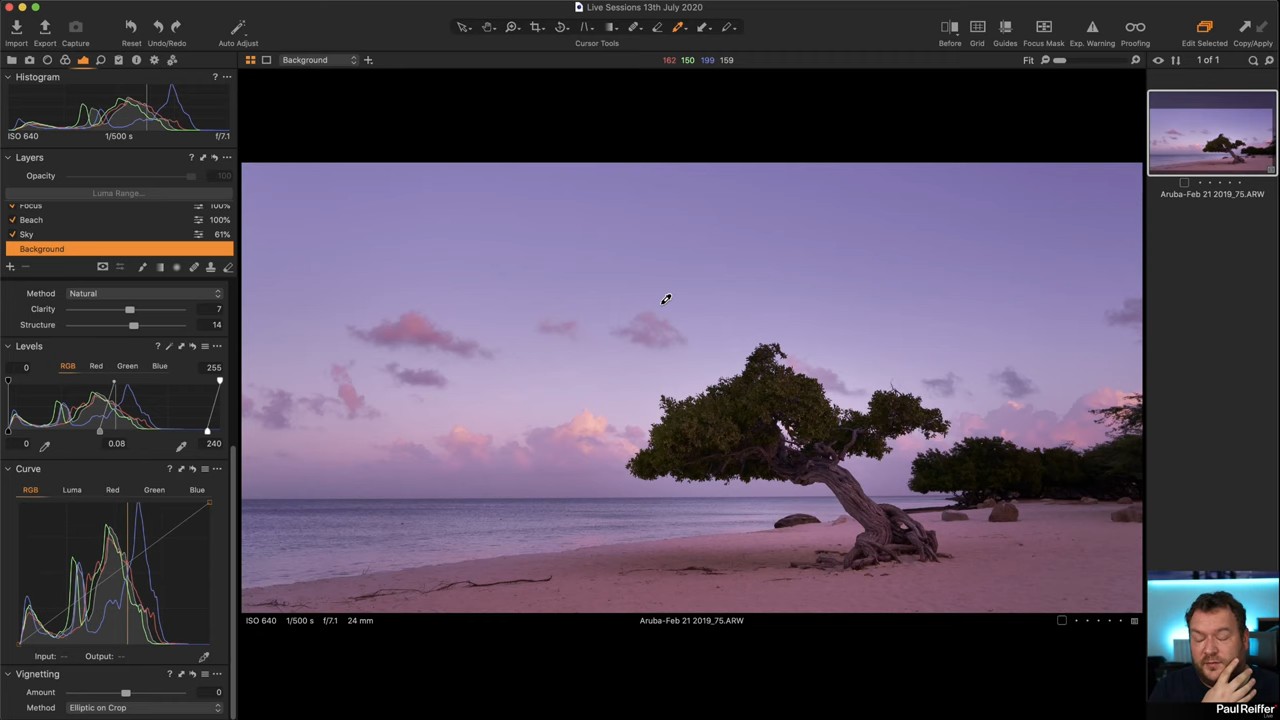 Live Sessions 13th July 2020
Import Export Capture Reset Undo/Redo Auto Adjust Cursor Tools Before Grid Guides Focus Mask Exp. Warning Proofing Edit Selected Copy/Apply
Background 162 150 199 159 Fit 1 of 1
Histogram ?
ISO 640 1/500 s f/7.1
Layers ?
Opacity 100
Luma Range...
Focus 100%
Beach 100%
Sky 61%
Background
Method Natural
Clarity 7
Structure 14
Levels ?
0 RGB Red Green Blue 255
0 0.08 240
Curve ?
RGB Luma Red Green Blue
Input: -- Output: --
Vignetting ?
Amount 0
Method Elliptic on Crop
ISO 640 1/500 s f/7.1 24 mm Aruba-Feb 21 2019_75.ARW
Aruba-Feb 21 2019_75.ARW
Paul Reiffer
Live